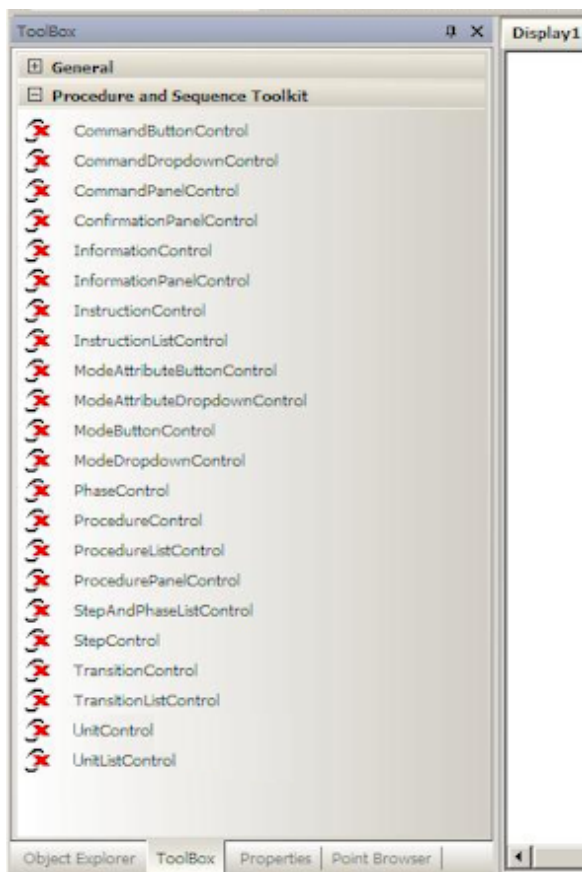 ToolBox
Display1
General
Procedure and Sequence Toolkit
CommandButtonControl
CommandDropdownControl
CommandPanelControl
ConfirmationPanelControl
InformationControl
InformationPanelControl
InstructionControl
InstructionListControl
ModeAttributeButtonControl
ModeAttributeDropdownControl
ModeButtonControl
ModeDropdownControl
PhaseControl
ProcedureControl
ProcedureListControl
ProcedurePanelControl
StepAndPhaseListControl
StepControl
TransitionControl
TransitionListControl
UnitControl
UnitListControl
Object Explorer ToolBox Properties Point Browser